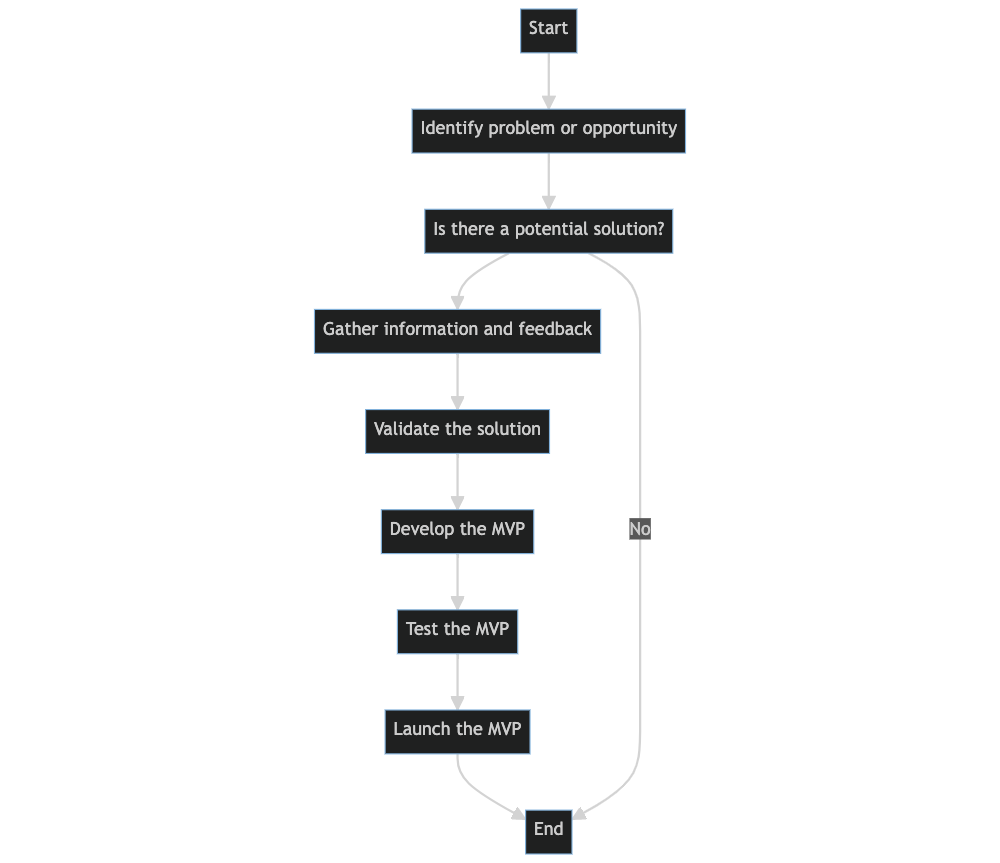 Start
Identify problem or opportunity
Is there a potential solution?
Gather information and feedback
Validate the solution
Develop the MVP
No
Test the MVP
Launch the MVP
End